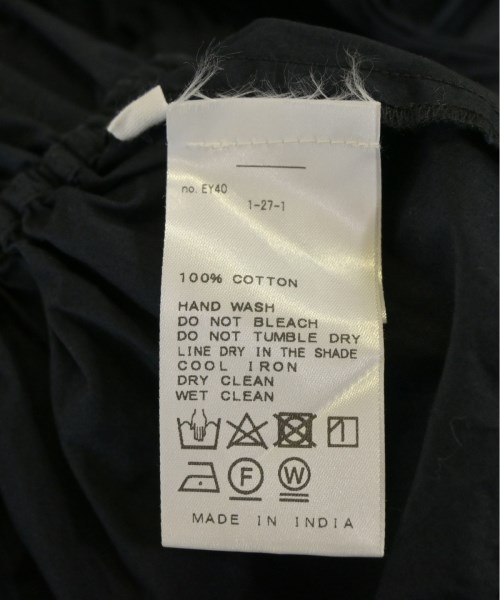 no. EY40
1-27-1
100% COTTON
HAND WASH
DO NOT BLEACH
DO NOT TUMBLE DRY
LINE DRY IN THE SHADE
COOL IRON
DRY CLEAN
WET CLEAN
F W
MADE IN INDIA